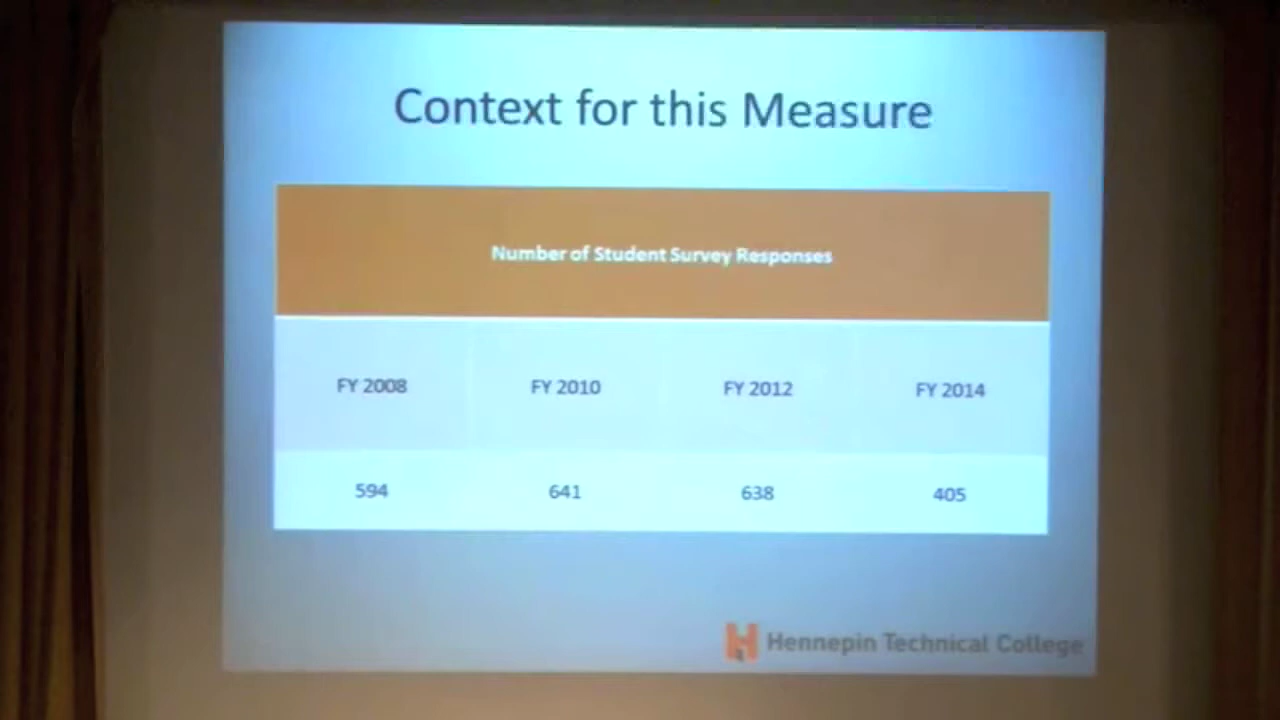 Context for this Measure
Number of Student Survey Responses
FY 2008 FY 2010 FY 2012 FY 2014
594 641 638 405
Hennepin Technical College